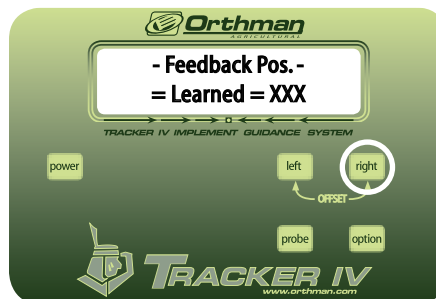 Orthman
AGRICULTURAL
- Feedback Pos. -
= Learned = XXX
TRACKER IV IMPLEMENT GUIDANCE SYSTEM
power
left
right
OFFSET
probe
option
TRACKER IV
www.orthman.com